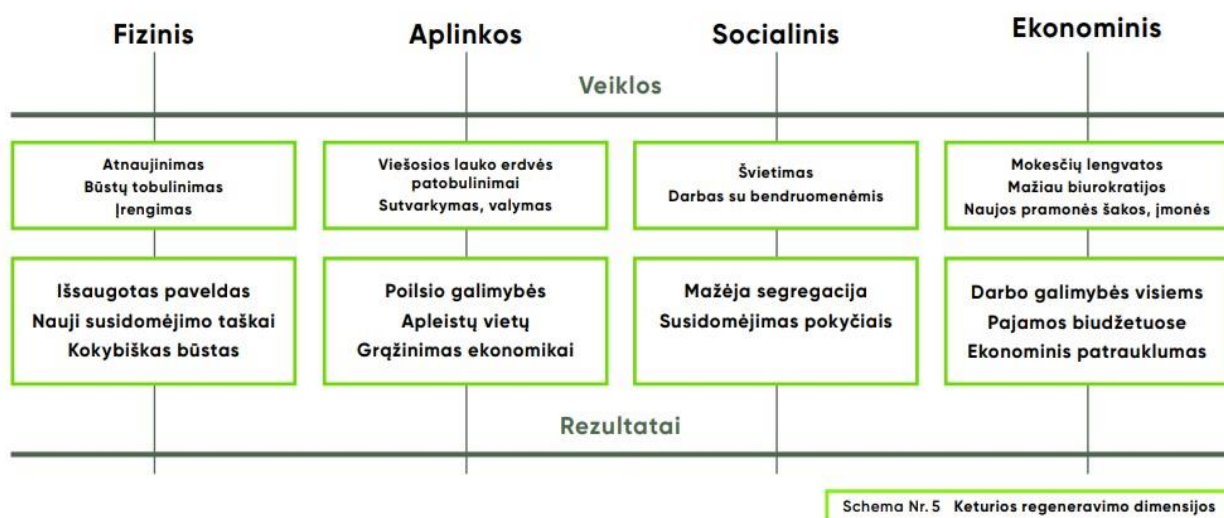 Fizinis
Aplinkos
Socialinis
Ekonominis
Veiklos
Atnaujinimas
Būstų tobulinimas
Įrengimas
Viešosios lauko erdvės
patobulinimai
Sutvarkymas, valymas
Švietimas
Darbas su bendruomenėmis
Mokesčių lengvatos
Mažiau biurokratijos
Naujos pramonės šakos, įmonės
Išsaugotas paveldas
Nauji susidomėjimo taškai
Kokybiškas būstas
Poilsio galimybės
Apleistų vietų
Grąžinimas ekonomikai
Mažėja segregacija
Susidomėjimas pokyčiais
Darbo galimybės visiems
Pajamos biudžetuose
Ekonominis patrauklumas
Rezultatai
Schema Nr. 5 Keturios regeneravimo dimensijos